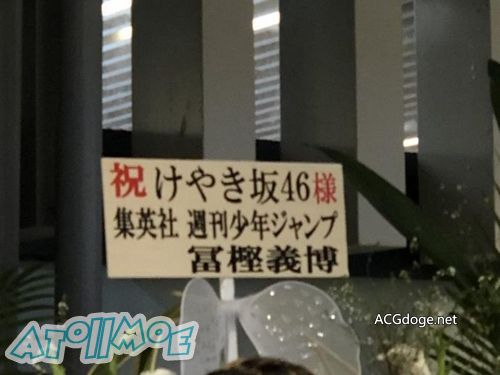 祝 けやき坂46様
集英社 週刊少年ジャンプ
冨樫義博
ACGdoge.net
AToIIMoE